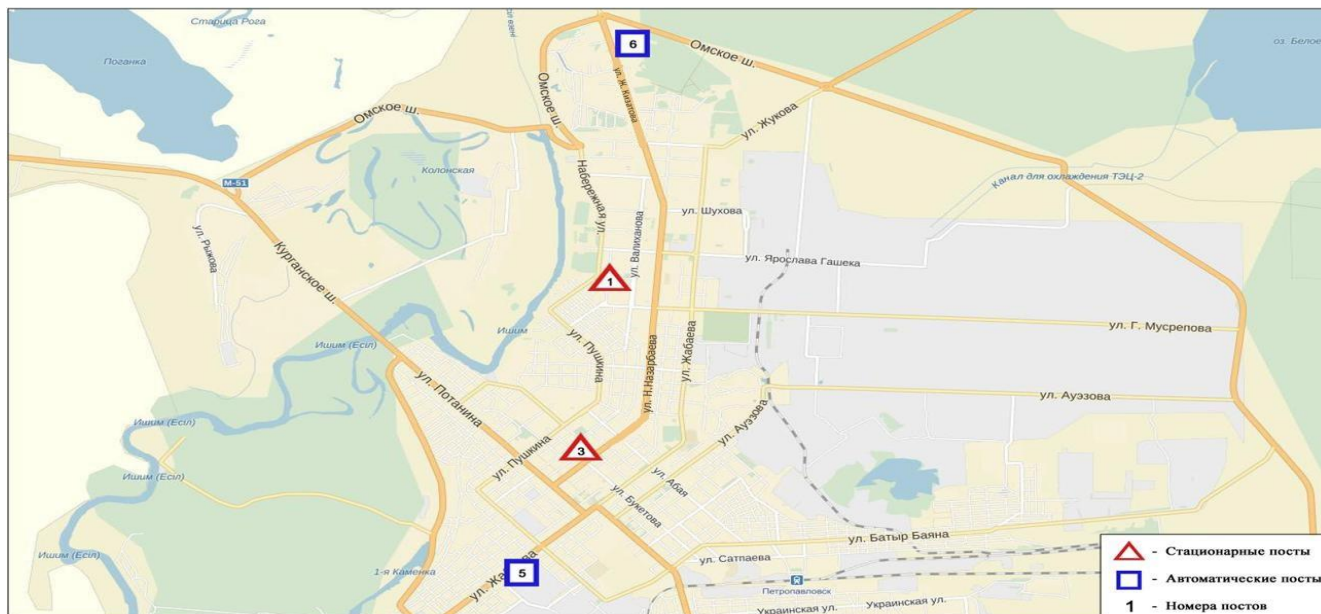 Старица Рога
Поганка
6
Омское ш.
оз. Белое
ул. Ж. Кизатова
Омское ш.
Омское ш.
ул. Жукова
Колонская
М-51
Набережная ул.
Канал для охлаждения ТЭЦ-2
ул. Шухова
ул. Рыжова
ул. Валиханова
Курганское ш.
ул. Ярослава Гашека
1
Ишим
ул. Г. Мусрепова
Ишим (Есіл)
ул. Пушкина
ул. Жабаева
ул. Н.Назарбаева
ул. Потанина
ул. Ауэзова
Ишим (Есіл)
ул. Ауэзова
ул. Пушкина
3
Ишим (Есіл)
ул. Абая
ул. Букетова
ул. Батыр Баяна
Ишим (Есіл)
ул. Сатпаева
1-я Каменка
5
Петропавловск
Украинская ул.
Украинская ул.
- Стационарные посты
- Автоматические посты
1 - Номера постов